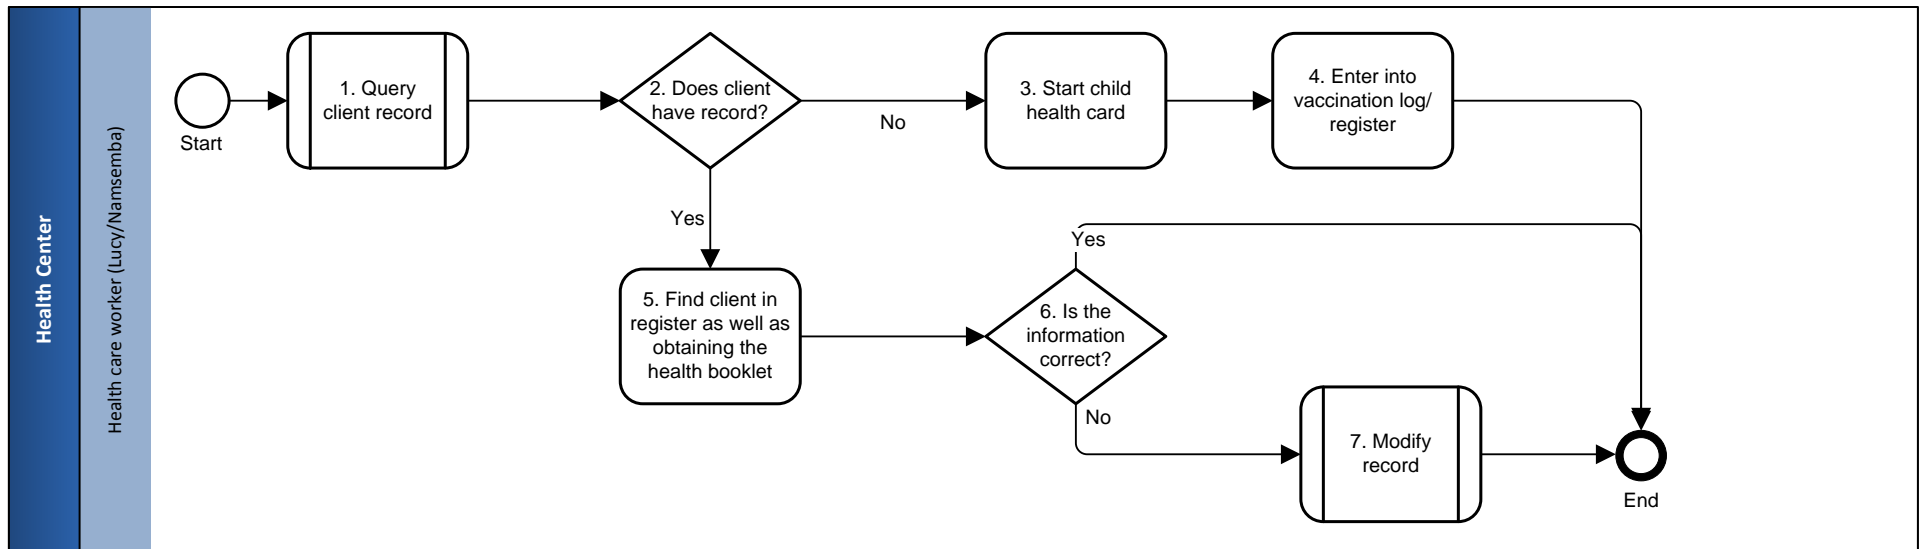 Health Center
Health care worker (Lucy/Namsemba)
Start
1. Query
client record
2. Does client
have record?
No
3. Start child
health card
4. Enter into
vaccination log/
register
Yes
5. Find client in
register as well as
obtaining the
health booklet
Yes
6. Is the
information
correct?
No
7. Modify
record
End